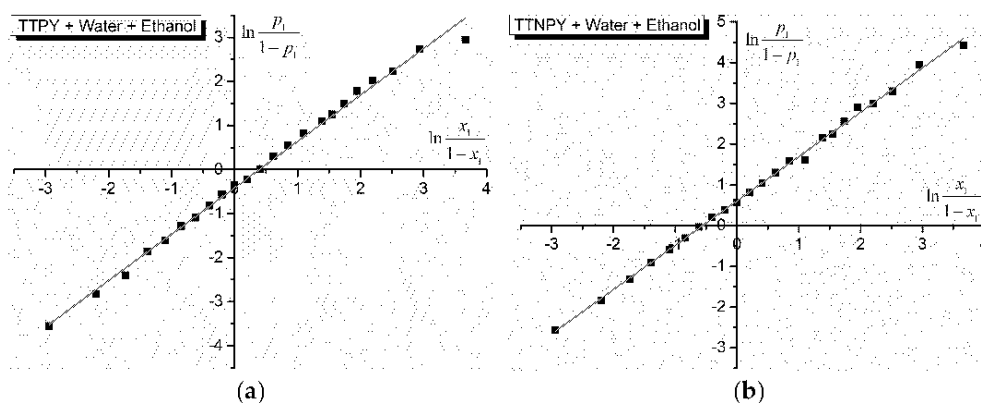 TTPY + Water + Ethanol
ln p₁/(1 - p₁)
3
2
1
0
-1
-2
-3
-4
-3 -2 -1 0 1 2 3 4
ln x₁/(1 - x₁)
(a)
TTNPY + Water + Ethanol
ln p₁/(1 - p₁)
5
4
3
2
1
0
-1
-2
-3
-3 -2 -1 0 1 2 3 4
ln x₁/(1 - x₁)
(b)